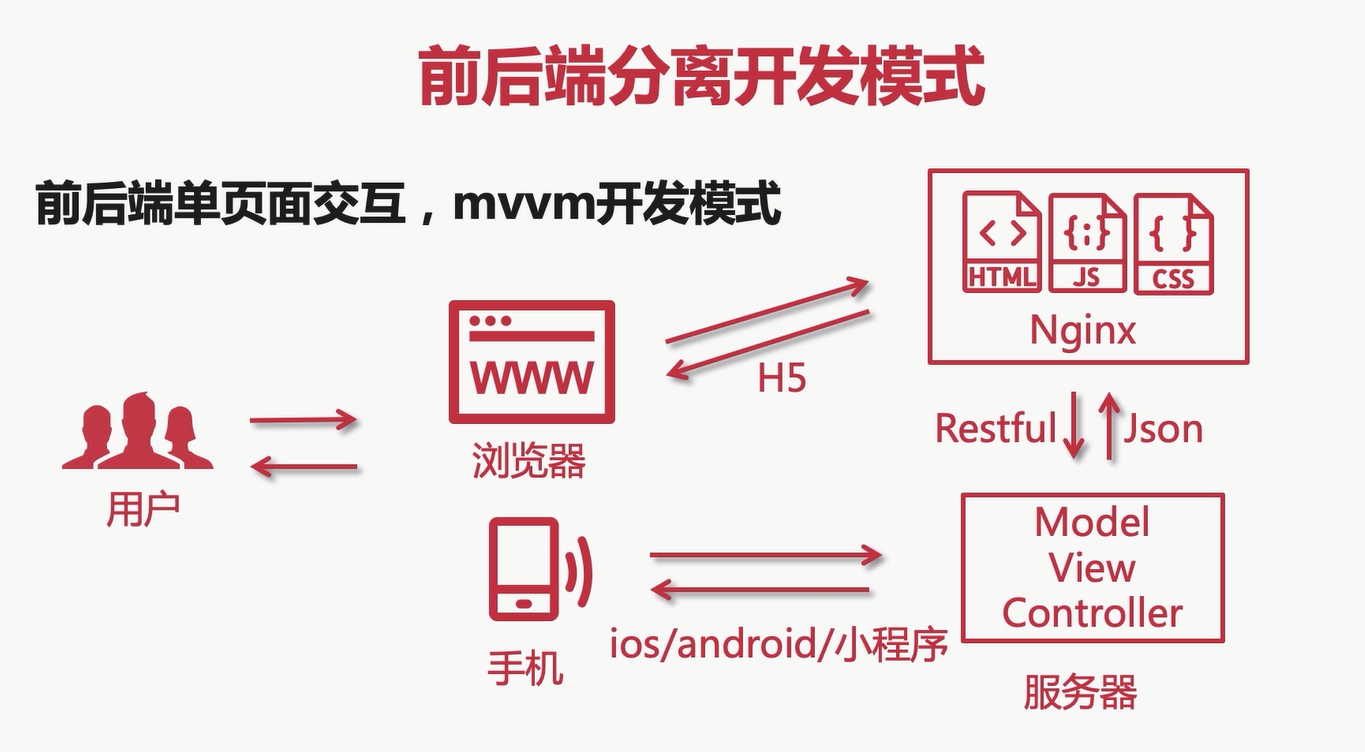 前后端分离开发模式
前后端单页面交互，mvvm开发模式
HTML
JS
CSS
Nginx
WWW
H5
浏览器
用户
Restful
Json
Model
View
Controller
ios/android/小程序
手机
服务器